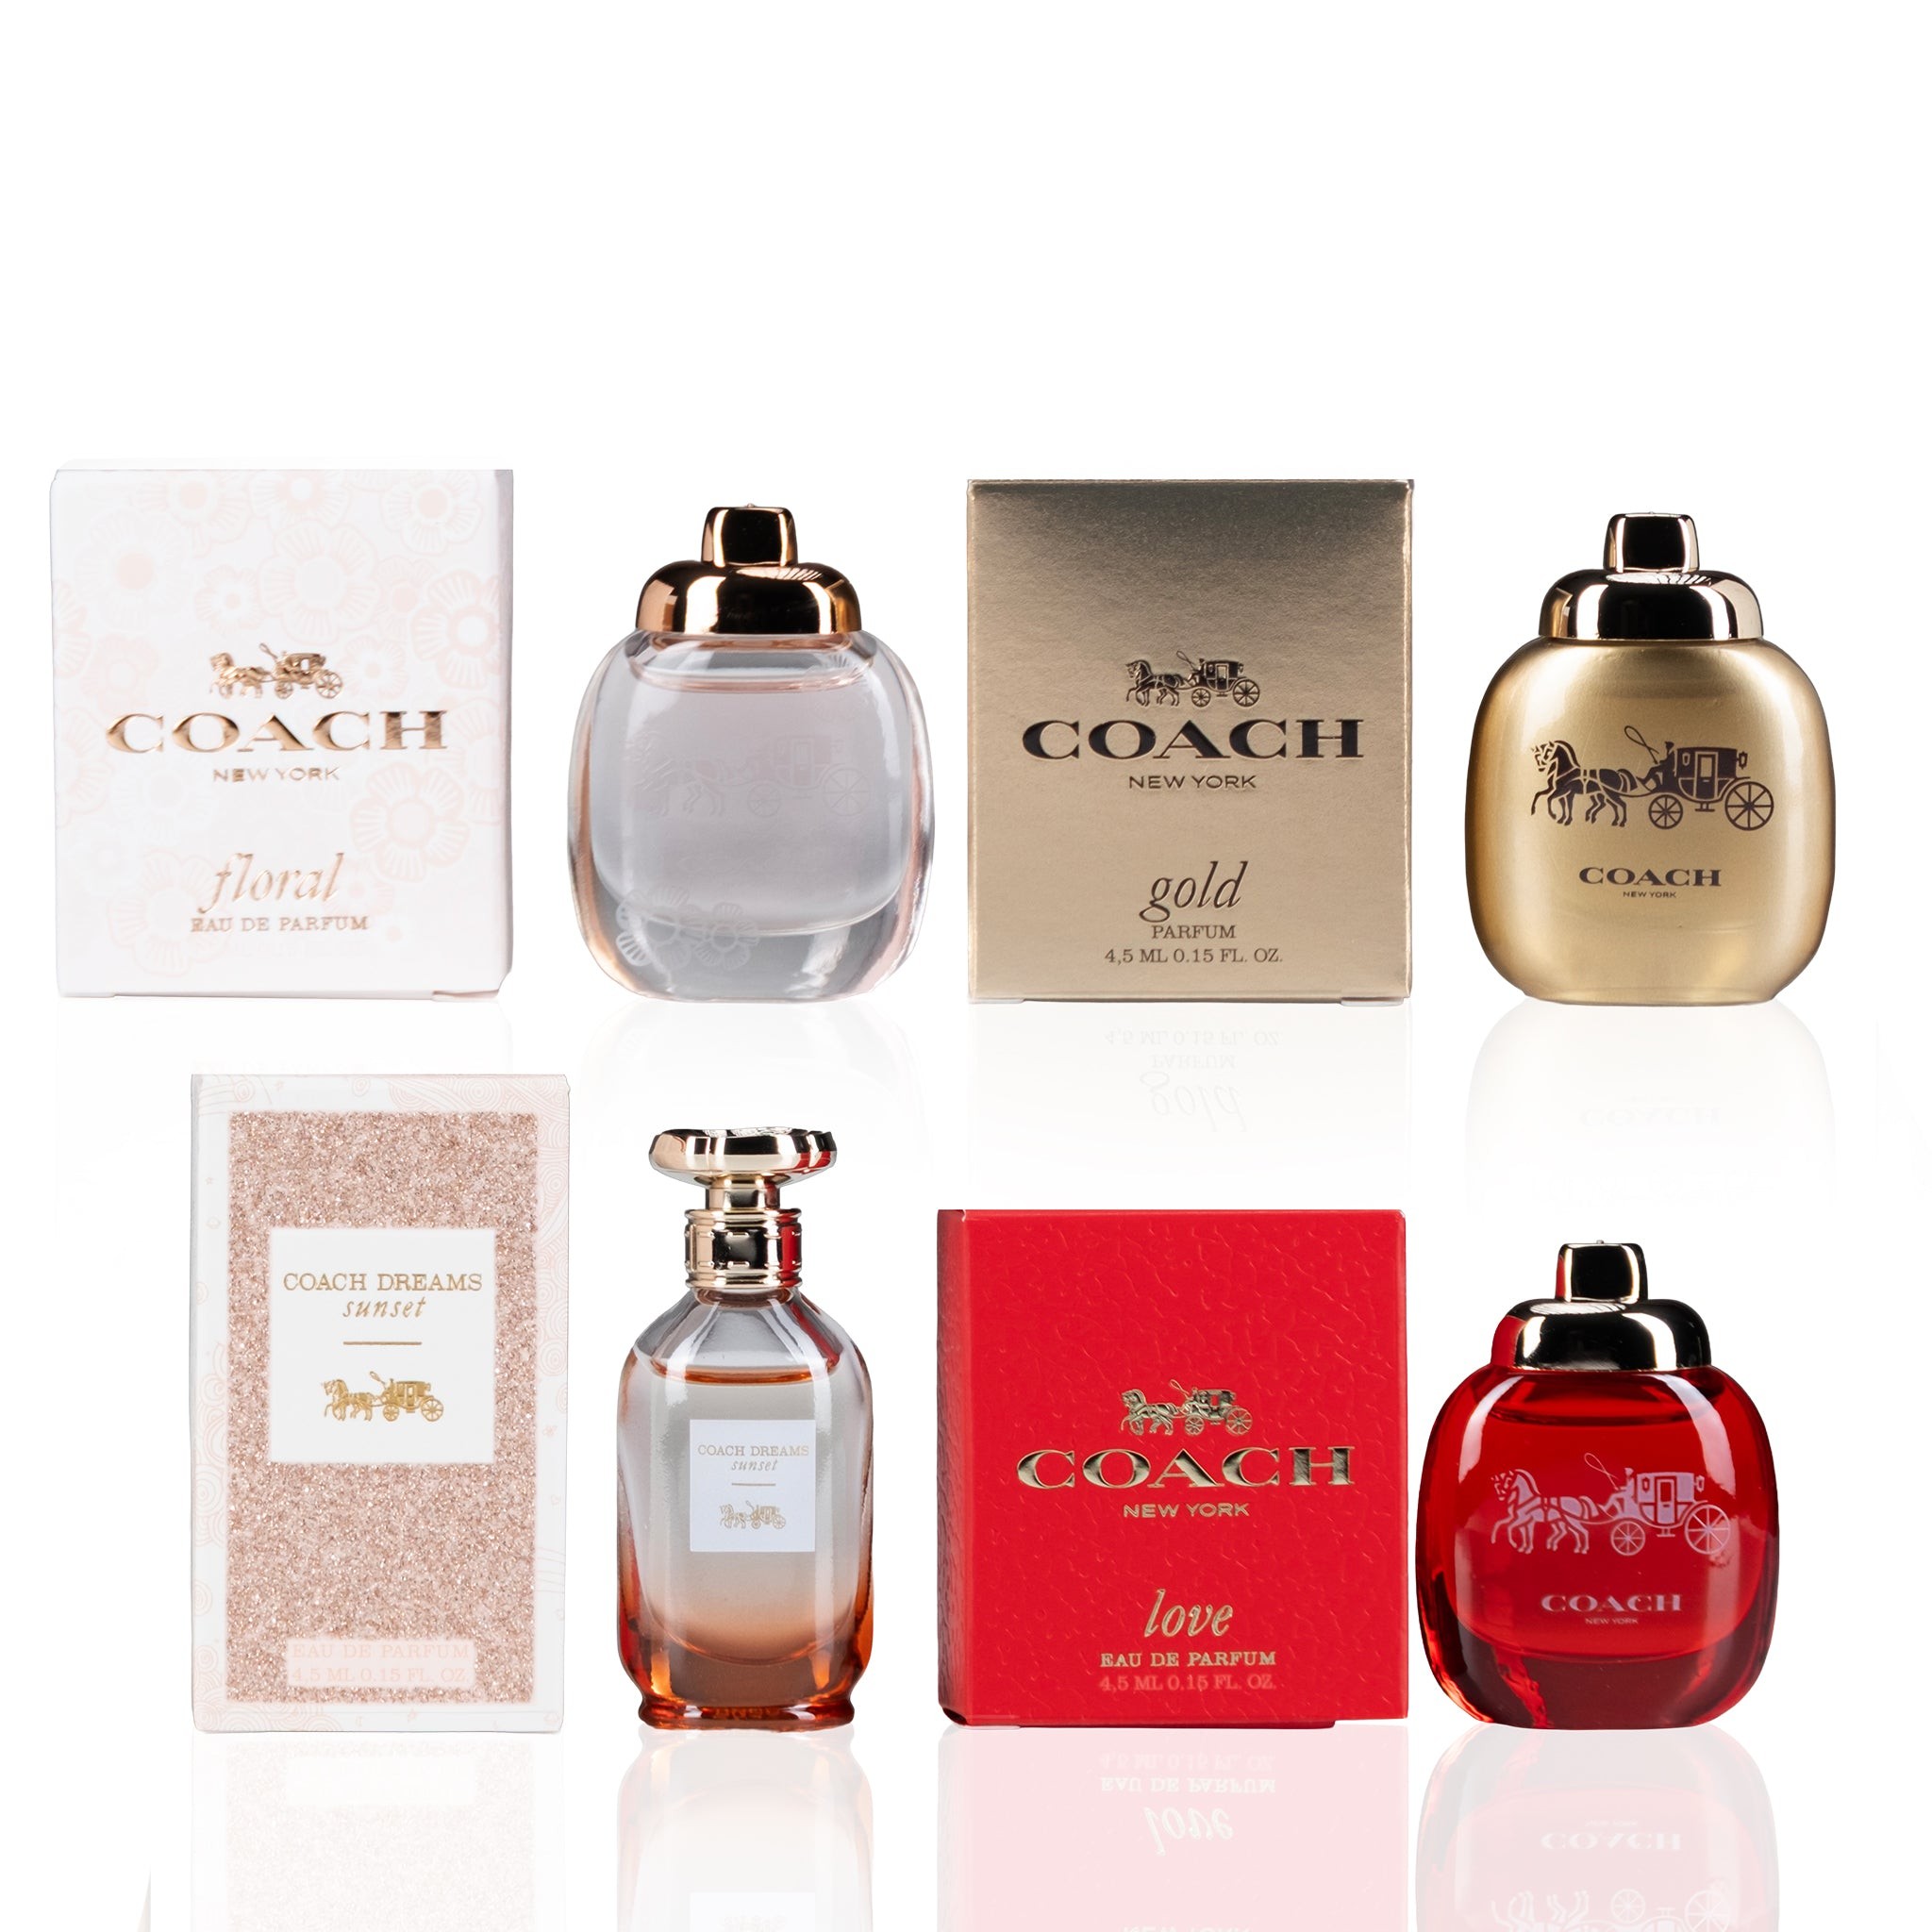 COACH
NEW YORK
floral
EAU DE PARFUM
COACH
NEW YORK
gold
PARFUM
4,5 ML 0.15 FL. OZ.
COACH
NEW YORK
COACH DREAMS
sunset
EAU DE PARFUM
4,5 ML 0.15 FL. OZ.
COACH DREAMS
sunset
COACH
NEW YORK
love
EAU DE PARFUM
4,5 ML 0.15 FL. OZ.
COACH
NEW YORK